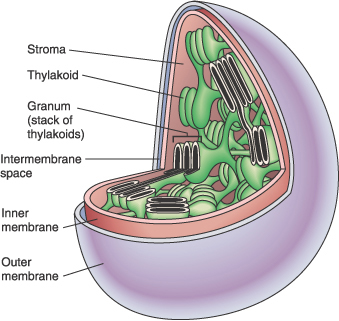 Stroma
Thylakoid
Granum
(stack of
thylakoids)
Intermembrane
space
Inner
membrane
Outer
membrane